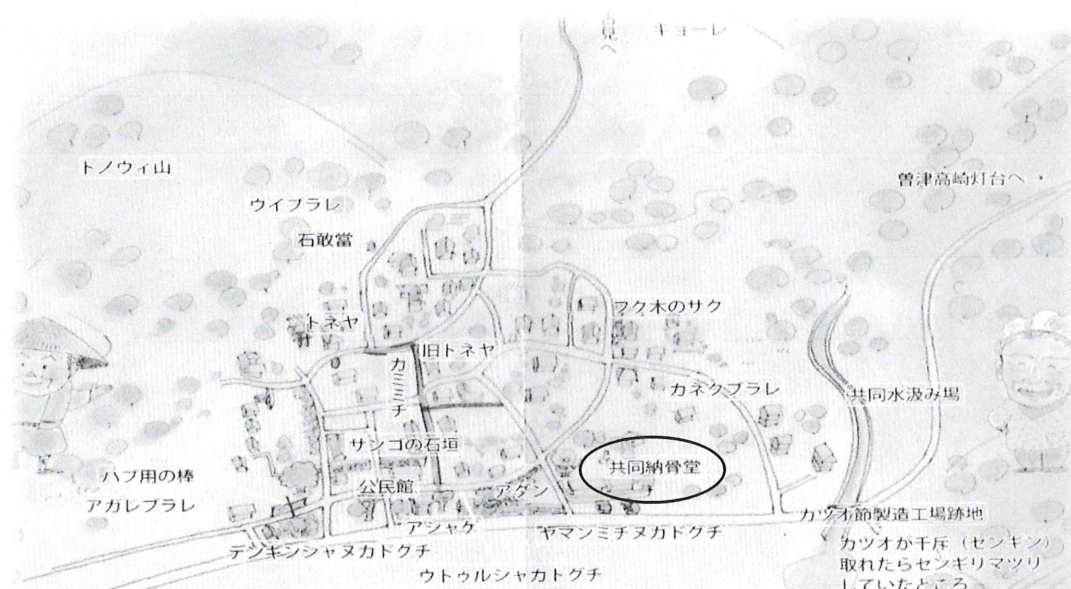 キョーレ
トノウィ山
曽津高崎灯台へ
ウイブラレ
石敢當
フク木のサク
トネヤ
旧トネヤ
カミミチ
カネクブラレ
共同水汲み場
サンゴの石垣
共同納骨堂
ハブ用の棒
公民館
アダン
アガレブラレ
アシャゲ
ヤマンミチヌカドグチ
カツオ節製造工場跡地
テンキンシャヌカドグチ
カツオが千斤（センキン）
取れたらセンギリマツリ
していたところ
ウトゥルシャカトグチ